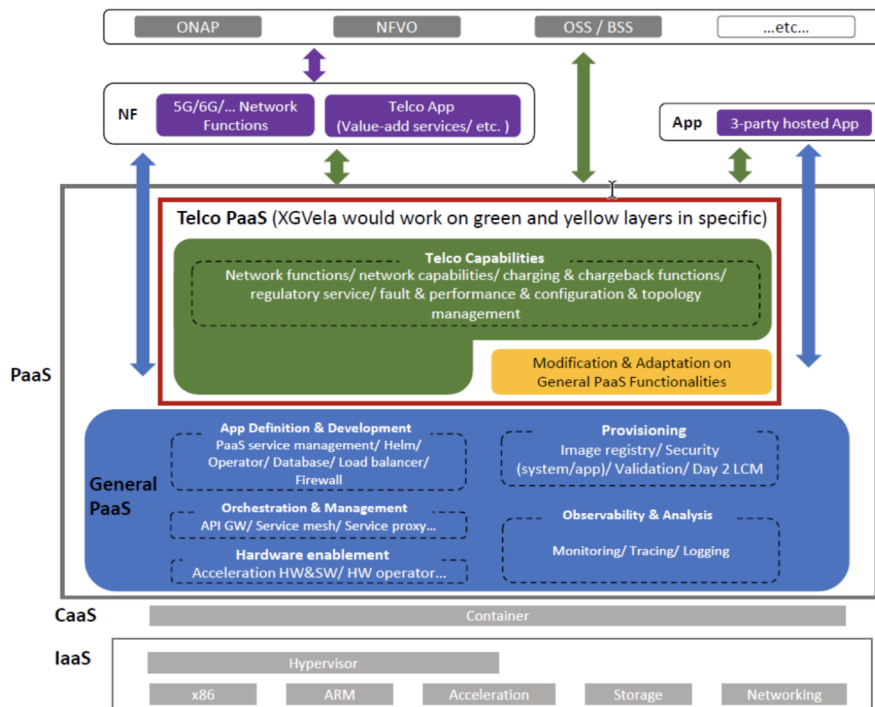 ONAP
NFVO
OSS / BSS
...etc...
NF
5G/6G/... Network
Functions
Telco App
(Value-add services/ etc. )
App
3-party hosted App
Telco PaaS (XGVela would work on green and yellow layers in specific)
Telco Capabilities
Network functions/ network capabilities/ charging & chargeback functions/
regulatory service/ fault & performance & configuration & topology
management
Modification & Adaptation on
General PaaS Functionalities
PaaS
General
PaaS
App Definition & Development
PaaS service management/ Helm/
Operator/ Database/ Load balancer/
Firewall
Provisioning
Image registry/ Security
(system/app)/ Validation/ Day 2 LCM
Orchestration & Management
API GW/ Service mesh/ Service proxy...
Observability & Analysis
Monitoring/ Tracing/ Logging
Hardware enablement
Acceleration HW&SW/ HW operator...
CaaS
Container
IaaS
Hypervisor
x86
ARM
Acceleration
Storage
Networking